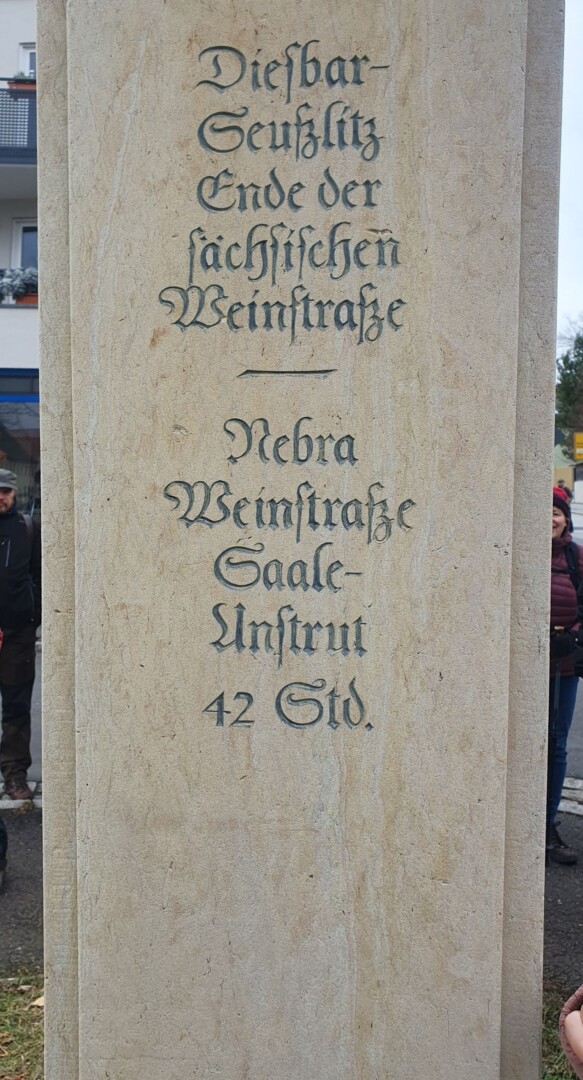 Diesbar-
Seußlitz
Ende der
sächsischen̄
Weinstraße
Nebra
Weinstraße
Saale-
Unstrut
42 Std.